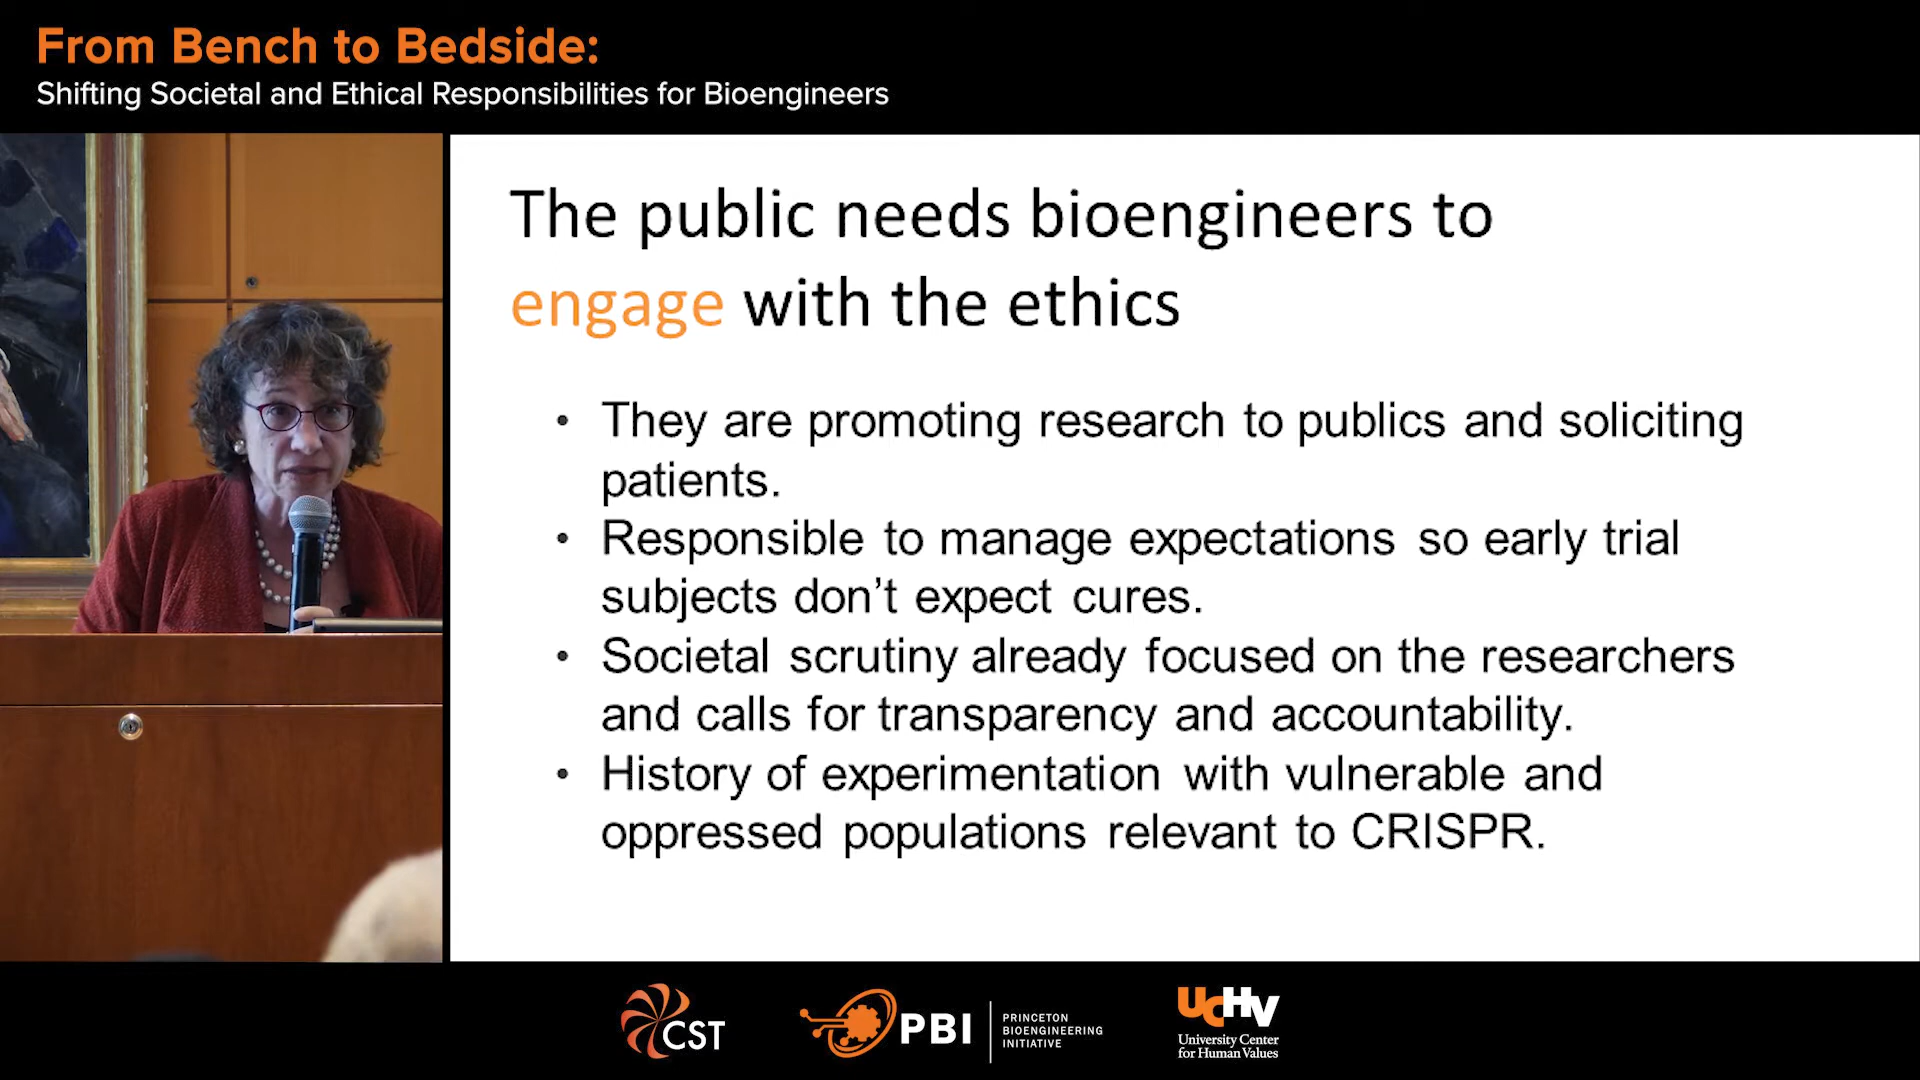 From Bench to Bedside:
Shifting Societal and Ethical Responsibilities for Bioengineers
The public needs bioengineers to
engage with the ethics
• They are promoting research to publics and soliciting
patients.
• Responsible to manage expectations so early trial
subjects don’t expect cures.
• Societal scrutiny already focused on the researchers
and calls for transparency and accountability.
• History of experimentation with vulnerable and
oppressed populations relevant to CRISPR.
CST
PBI
PRINCETON
BIOENGINEERING
INITIATIVE
UCHV
University Center
for Human Values